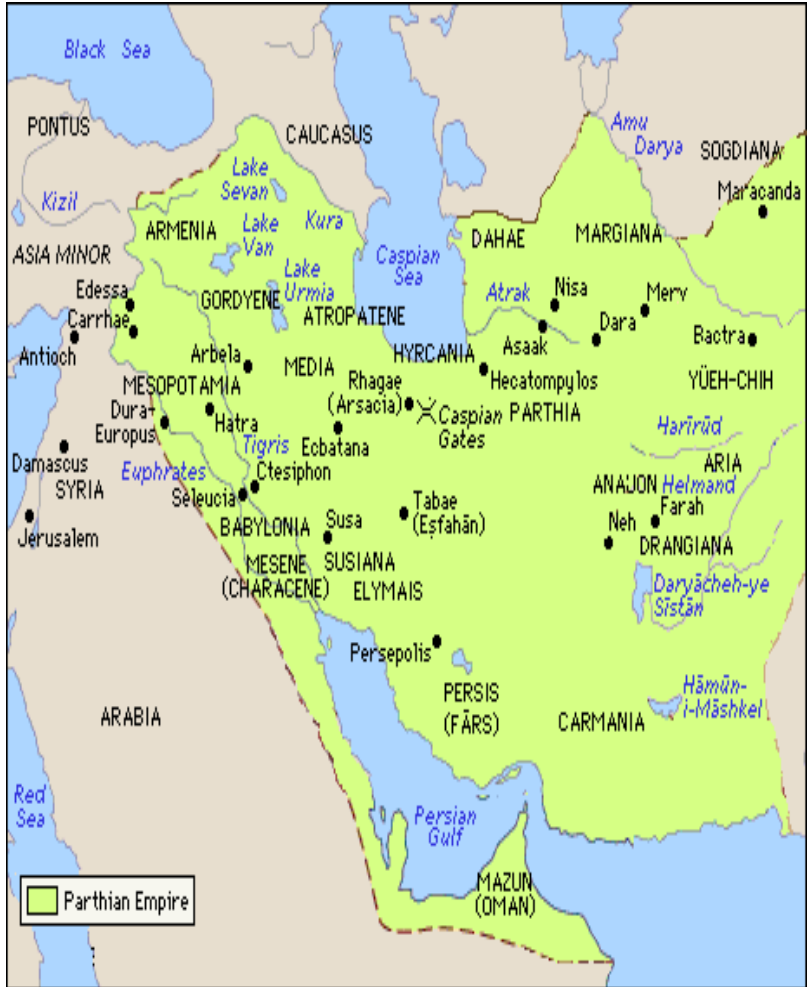 Black Sea
PONTUS
CAUCASUS
Amu
Darya
SOGDIANA
Maracanda
Kizil
Lake
Sevan
Kura
ARMENIA
Lake
Van
DAHAE
MARGIANA
ASIA MINOR
Caspian
Sea
Lake
Urmia
Edessa
GORDYENE
Atrak
Nisa
Merv
Carrhae
ATROPATENE
Antioch
Asaak
Dara
Bactra
Arbela
MEDIA
HYRCANIA
Hecatompylos
YÜEH-CHIH
MESOPOTAMIA
Rhagae
(Arsacia)
PARTHIA
Dura-
Europus
Hatra
Caspian
Gates
Harīrūd
Tigris
Ecbatana
Damascus
Euphrates
Ctesiphon
ARIA
SYRIA
Seleucia
ANAUON
Helmand
Jerusalem
BABYLONIA
Susa
Tabae
(Eşfahān)
Farah
Neh
DRANGIANA
MESENE
(CHARACENE)
SUSIANA
ELYMAIS
Daryācheh-ye
Sīstān
Persepolis
PERSIS
(FĀRS)
Hāmūn-
i-Māshkel
ARABIA
CARMANIA
Red
Sea
Persian
Gulf
MAZUN
(OMAN)
Parthian Empire